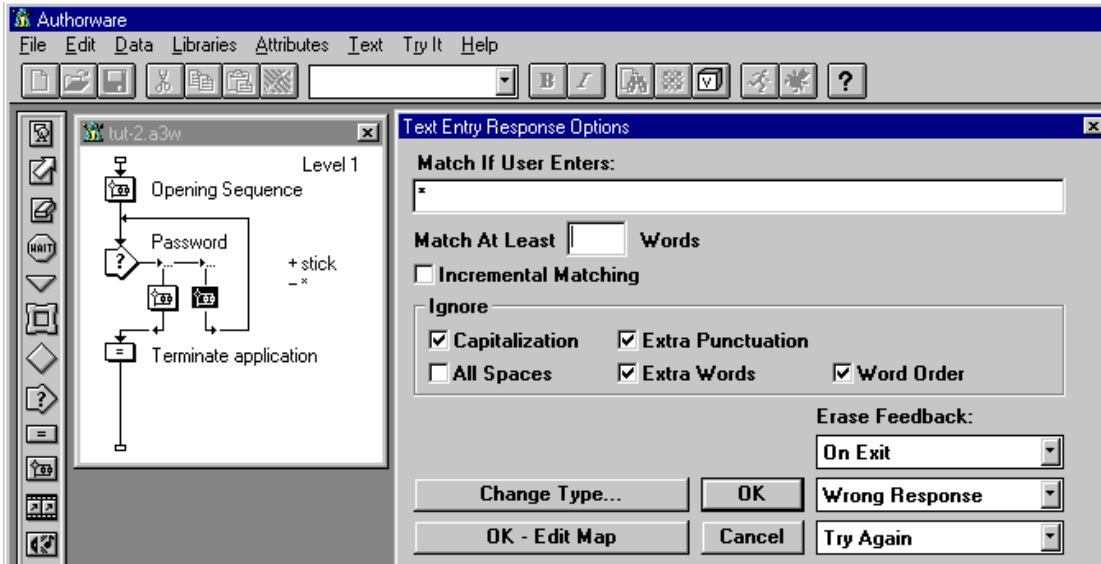 Authorware
File Edit Data Libraries Attributes Text Try It Help
B I V ?
tut-2.a3w
Level 1
Opening Sequence
Password
?
+ stick
– *
=
Terminate application
WAIT
?
=
Text Entry Response Options
Match If User Enters:
*
Match At Least Words
Incremental Matching
Ignore
Capitalization Extra Punctuation
All Spaces Extra Words Word Order
Erase Feedback:
On Exit
Change Type... OK Wrong Response
OK - Edit Map Cancel Try Again